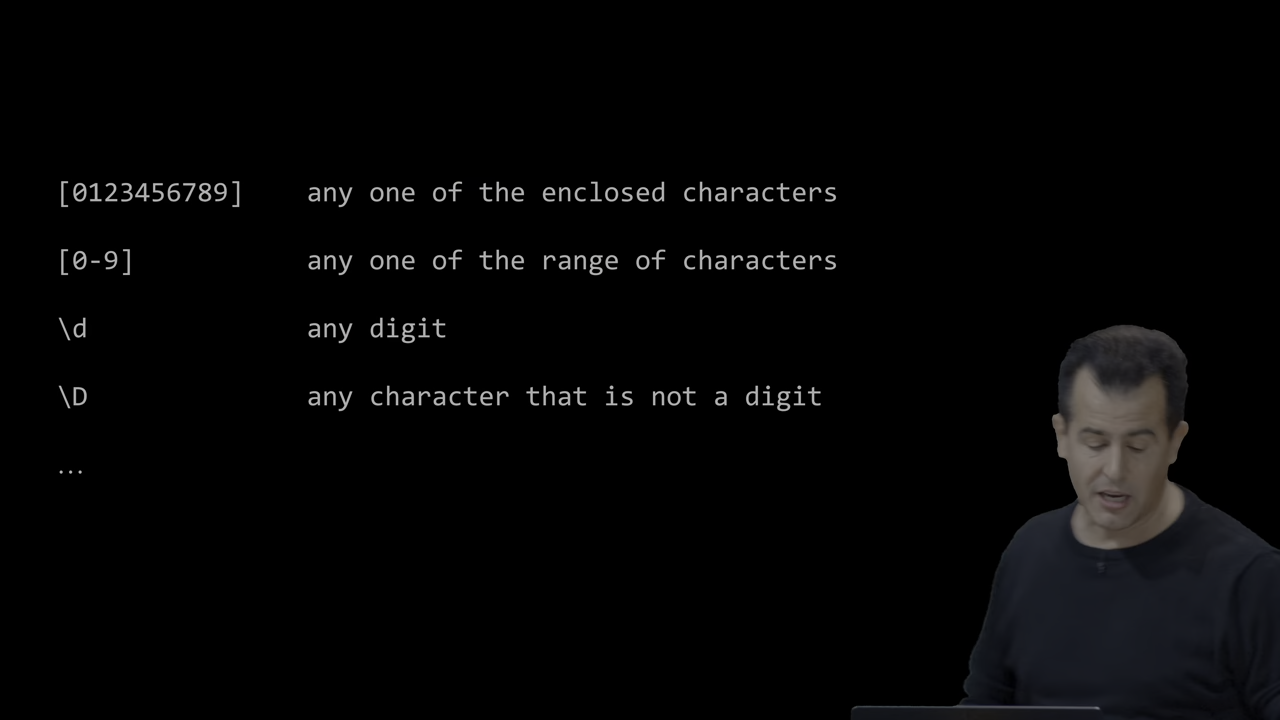 [0123456789] any one of the enclosed characters
[0-9] any one of the range of characters
\d any digit
\D any character that is not a digit
...